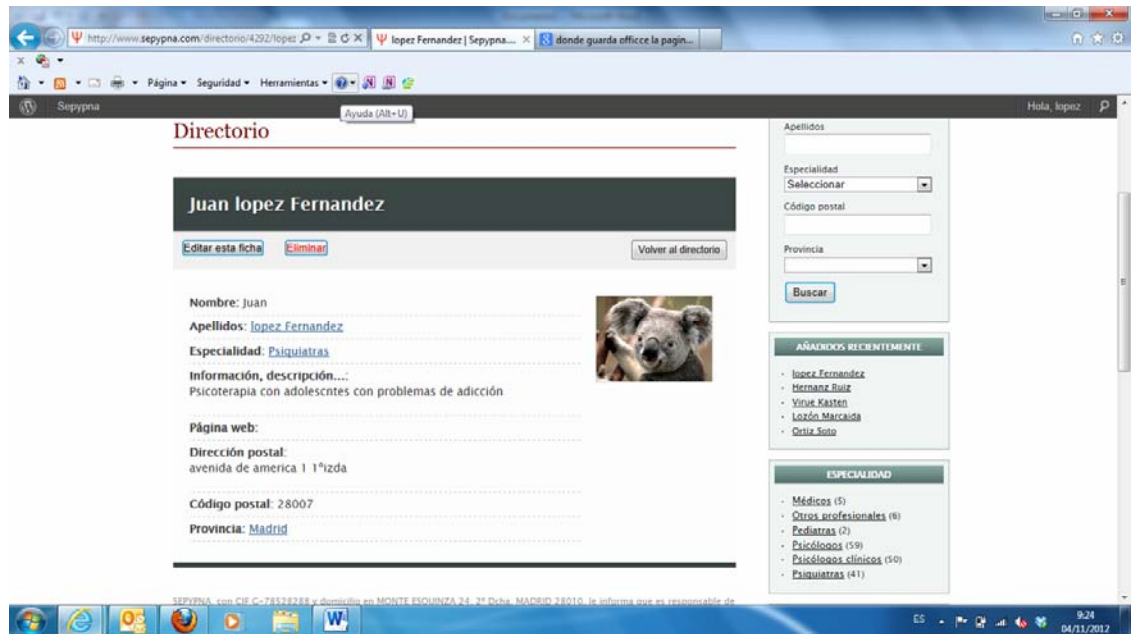 http://www.sepypna.com/directorio/4292/lopez
lopez Fernandez | Sepypna....
donde guarda officce la pagin...
Página
Seguridad
Herramientas
Sepypna
Ayuda (Alt+U)
Hola, lopez
Directorio
Juan lopez Fernandez
Editar esta ficha
Eliminar
Volver al directorio
Nombre: Juan
Apellidos: lopez Fernandez
Especialidad: Psiquiatras
Información, descripción...:
Psicoterapia con adolescntes con problemas de adicción
Página web:
Dirección postal:
avenida de america 1 1ºizda
Código postal: 28007
Provincia: Madrid
SEPYPNA, con CIF G-78528288 y domicilio en MONTE ESQUINZA 24, 2º Dcha, MADRID 28010, le informa que es responsable de
Apellidos
Especialidad
Seleccionar
Código postal
Provincia
Buscar
AÑADIDOS RECIENTEMENTE
lopez Fernandez
Hernanz Ruiz
Virue Kasten
Lozón Marcaida
Ortiz Soto
ESPECIALIDAD
Médicos (5)
Otros profesionales (6)
Pediatras (2)
Psicólogos (59)
Psicólogos clínicos (50)
Psiquiatras (41)
ES
9:24
04/11/2012